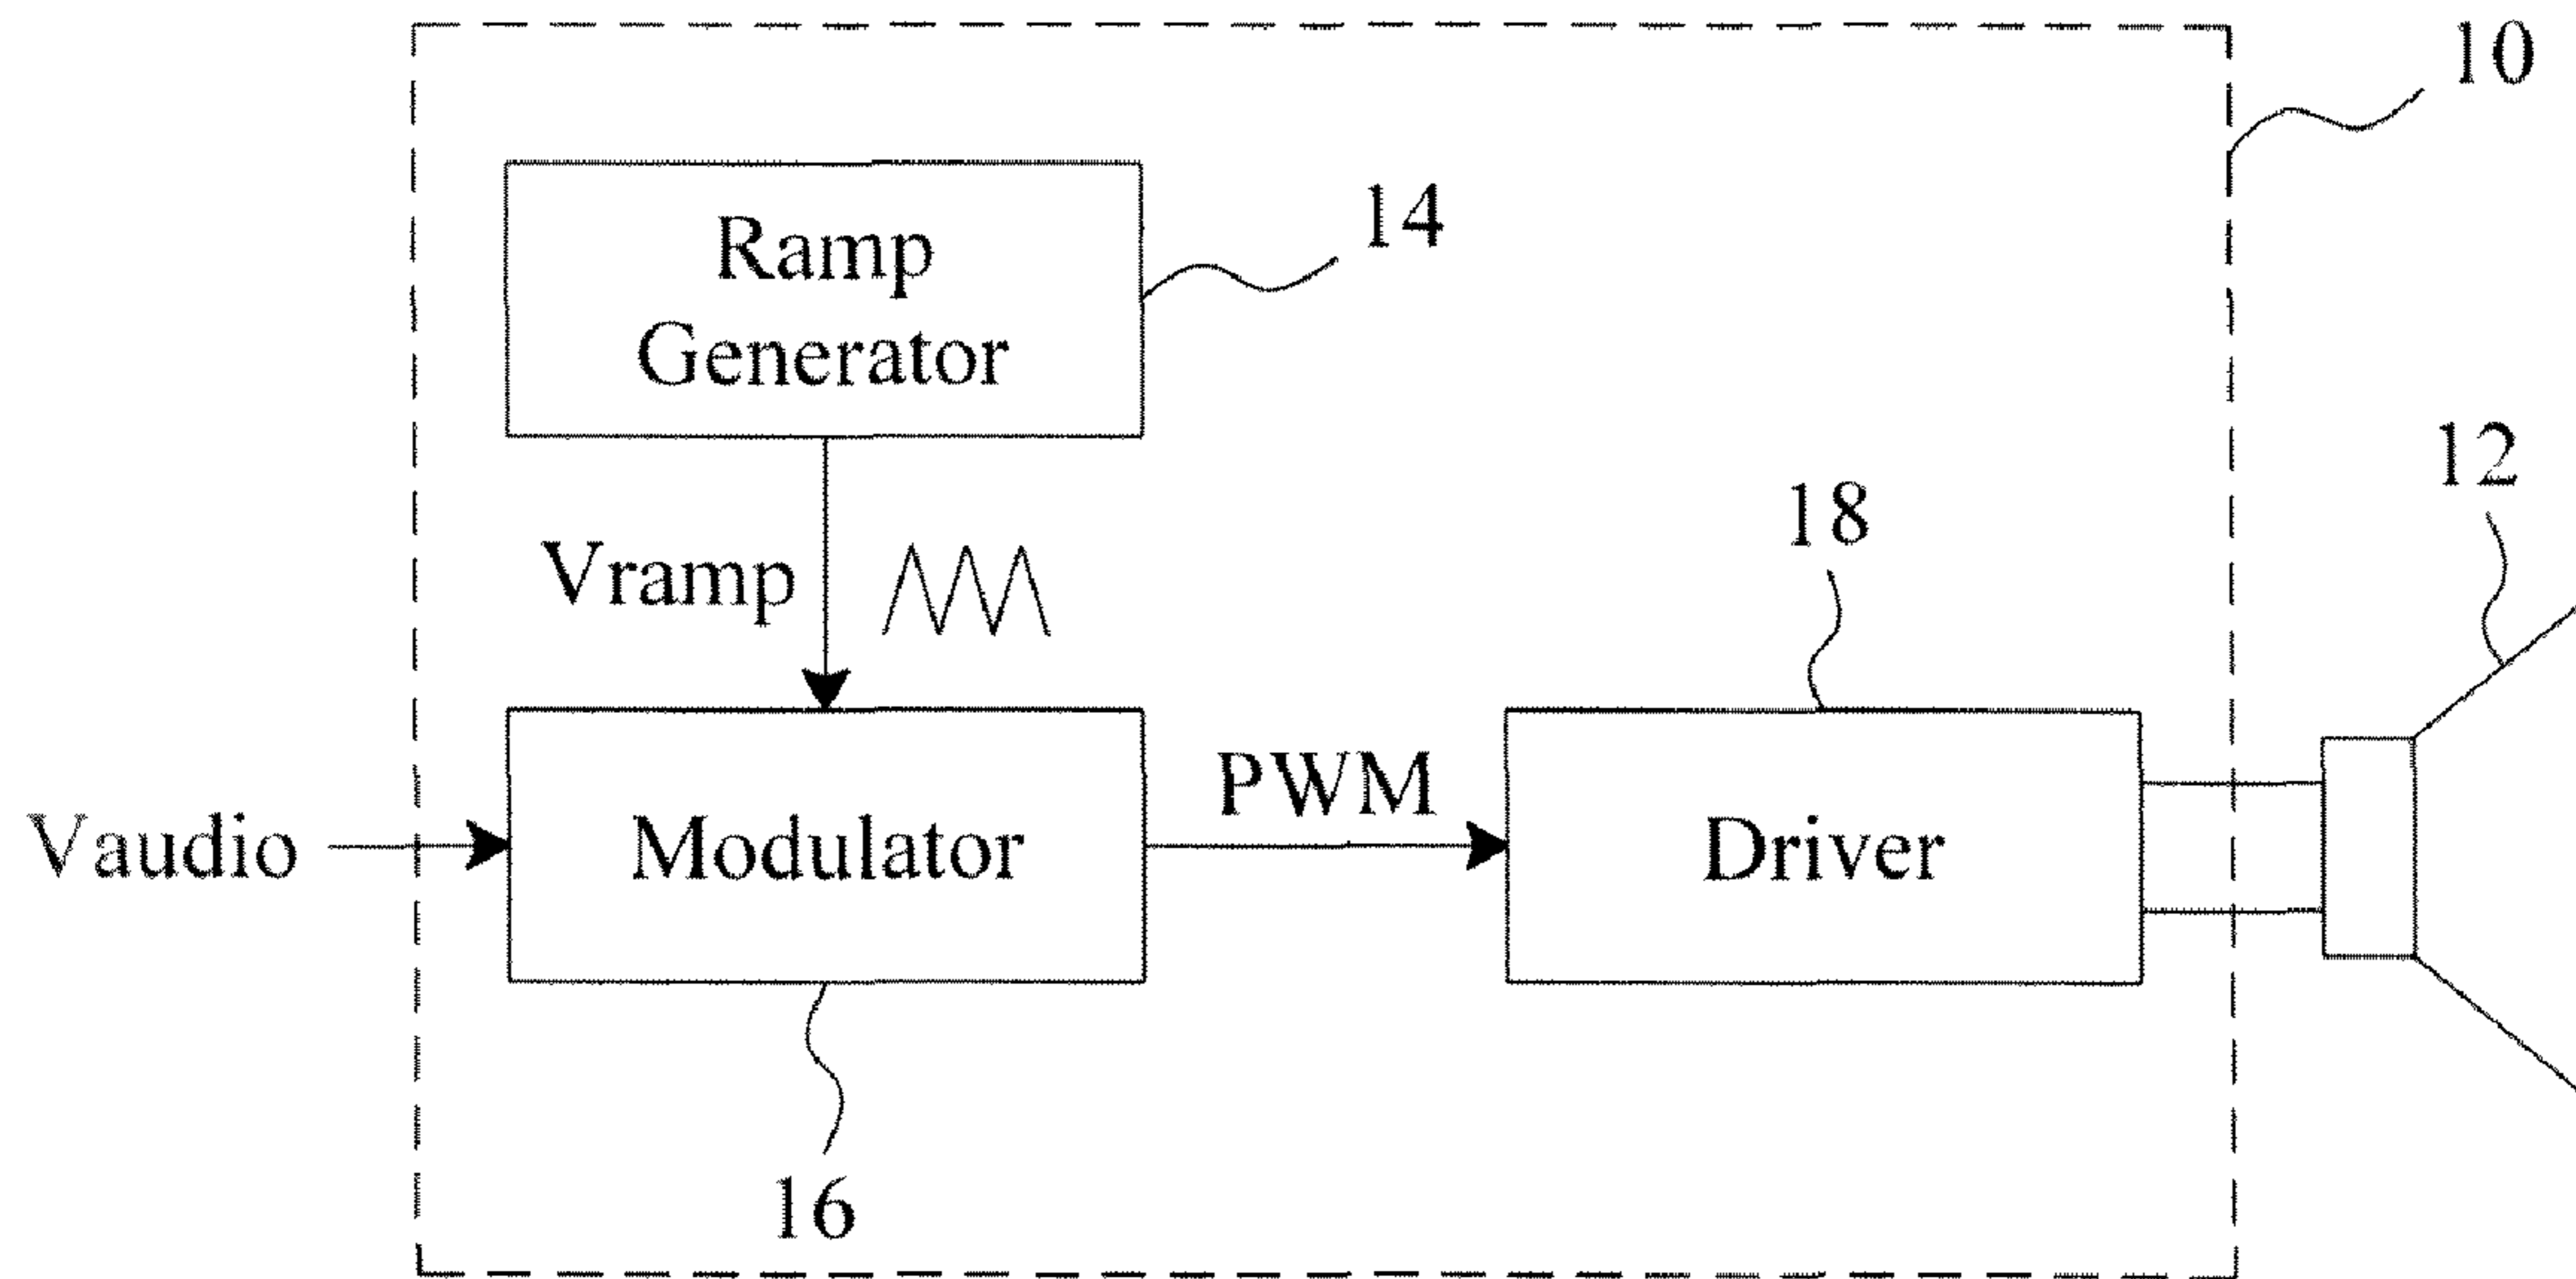 10
Ramp
Generator
14
12
18
Vramp
PWM
Vaudio
Modulator
Driver
16